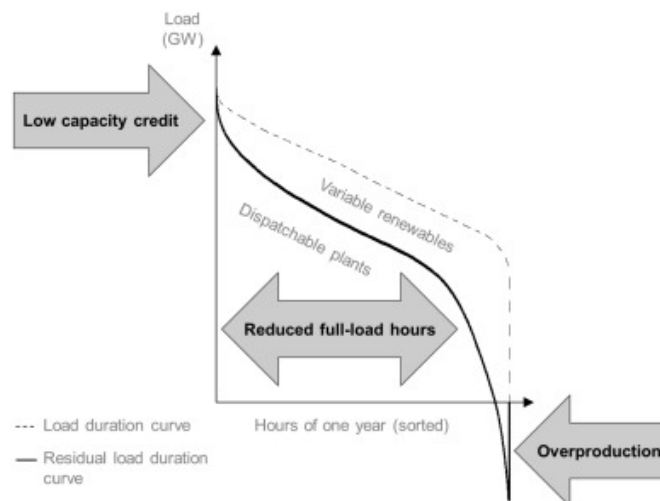 Load
(GW)
Low capacity credit
Variable renewables
Dispatchable plants
Reduced full-load hours
Hours of one year (sorted)
Load duration curve
Residual load duration
curve
Overproduction